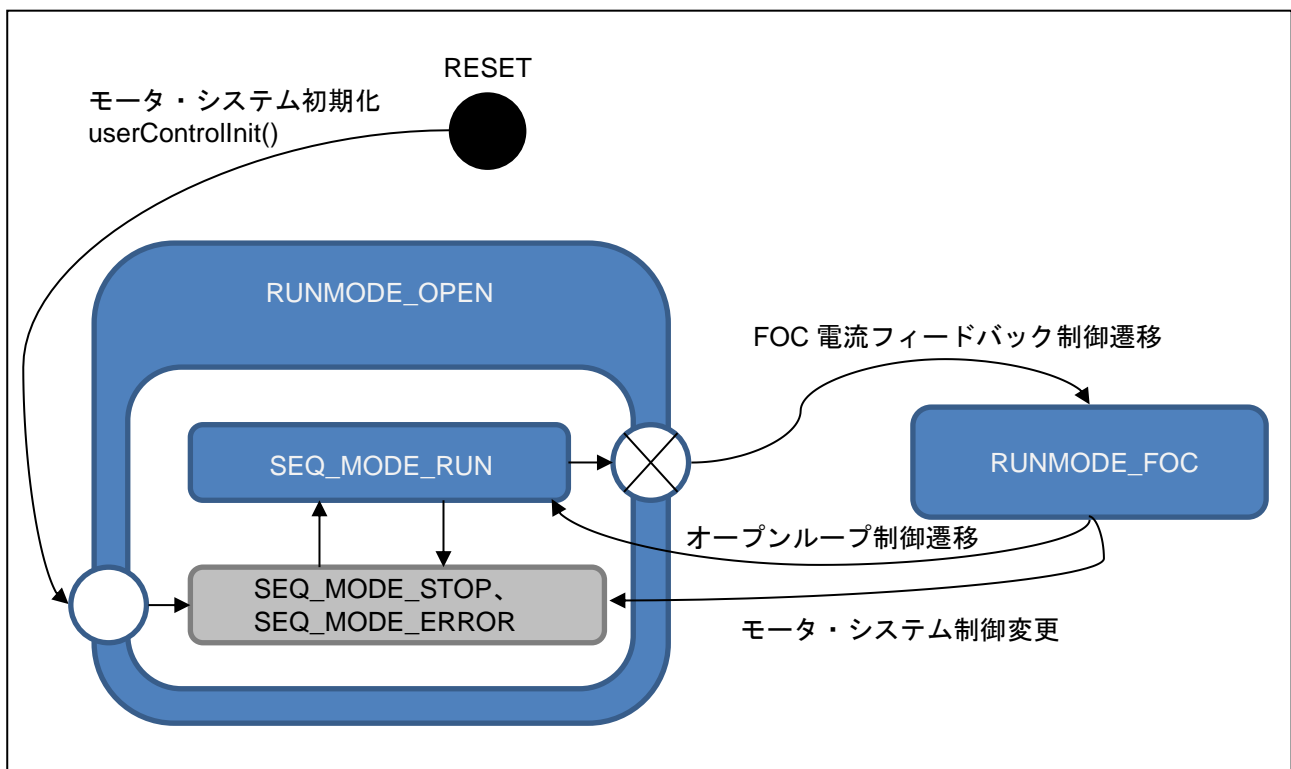 RESET
モータ・システム初期化
userControlInit()
RUNMODE_OPEN
FOC 電流フィードバック制御遷移
SEQ_MODE_RUN
RUNMODE_FOC
オープンループ制御遷移
SEQ_MODE_STOP、
SEQ_MODE_ERROR
モータ・システム制御変更